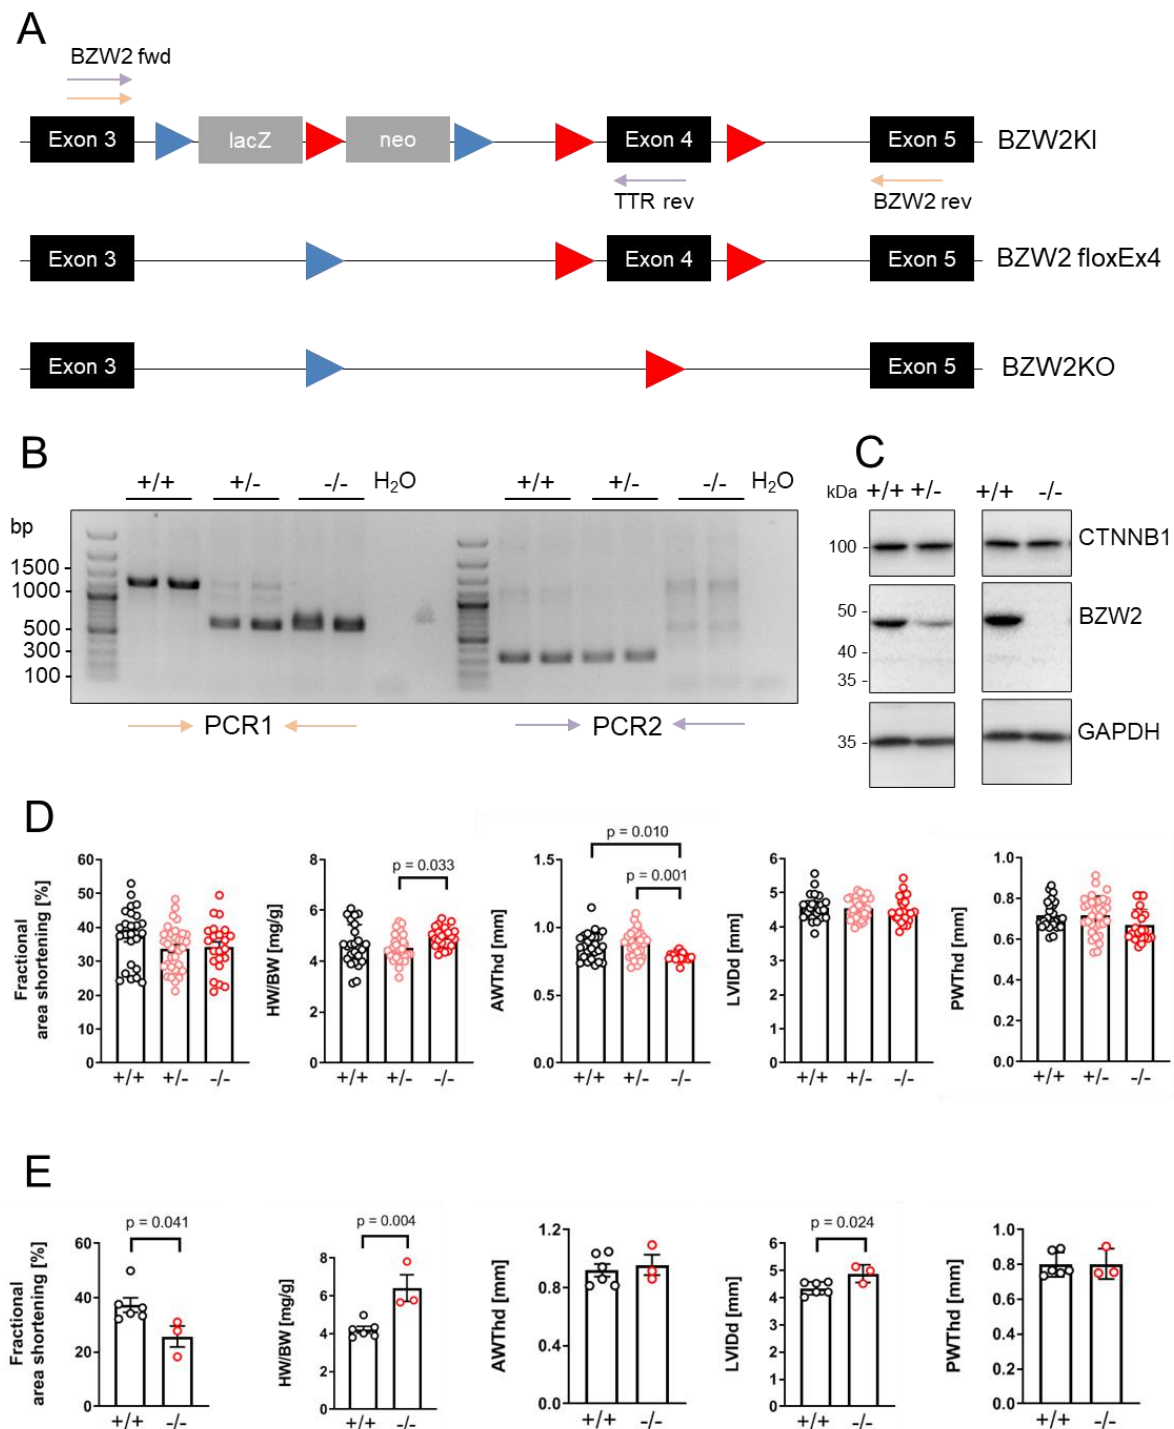 A
BZW2 fwd
Exon 3
lacZ
neo
Exon 4
Exon 5
BZW2KI
TTR rev
BZW2 rev
Exon 3
Exon 4
Exon 5
BZW2 floxEx4
Exon 3
Exon 5
BZW2KO
B
+/+
+/-
-/-
H₂O
+/+
+/-
-/-
H₂O
bp
1500
1000
500
300
100
PCR1
PCR2
C
kDa
+/+ +/-
+/+ -/-
100
CTNNB1
50
40
35
BZW2
35
GAPDH
D
Fractional
area shortening [%]
60
50
40
30
20
10
0
+/+ +/- -/-
HW/BW [mg/g]
8
6
4
2
0
p = 0.033
+/+ +/- -/-
AWThd [mm]
1.5
1.0
0.5
0.0
p = 0.010
p = 0.001
+/+ +/- -/-
LVIDd [mm]
6
5
4
3
2
1
0
+/+ +/- -/-
PWThd [mm]
1.0
0.8
0.6
0.4
0.2
0.0
+/+ +/- -/-
E
Fractional
area shortening [%]
60
40
20
0
p = 0.041
+/+ -/-
HW/BW [mg/g]
8
6
4
2
0
p = 0.004
+/+ -/-
AWThd [mm]
1.2
0.8
0.4
0.0
+/+ -/-
LVIDd [mm]
6
5
4
3
2
1
0
p = 0.024
+/+ -/-
PWThd [mm]
1.0
0.8
0.6
0.4
0.2
0.0
+/+ -/-